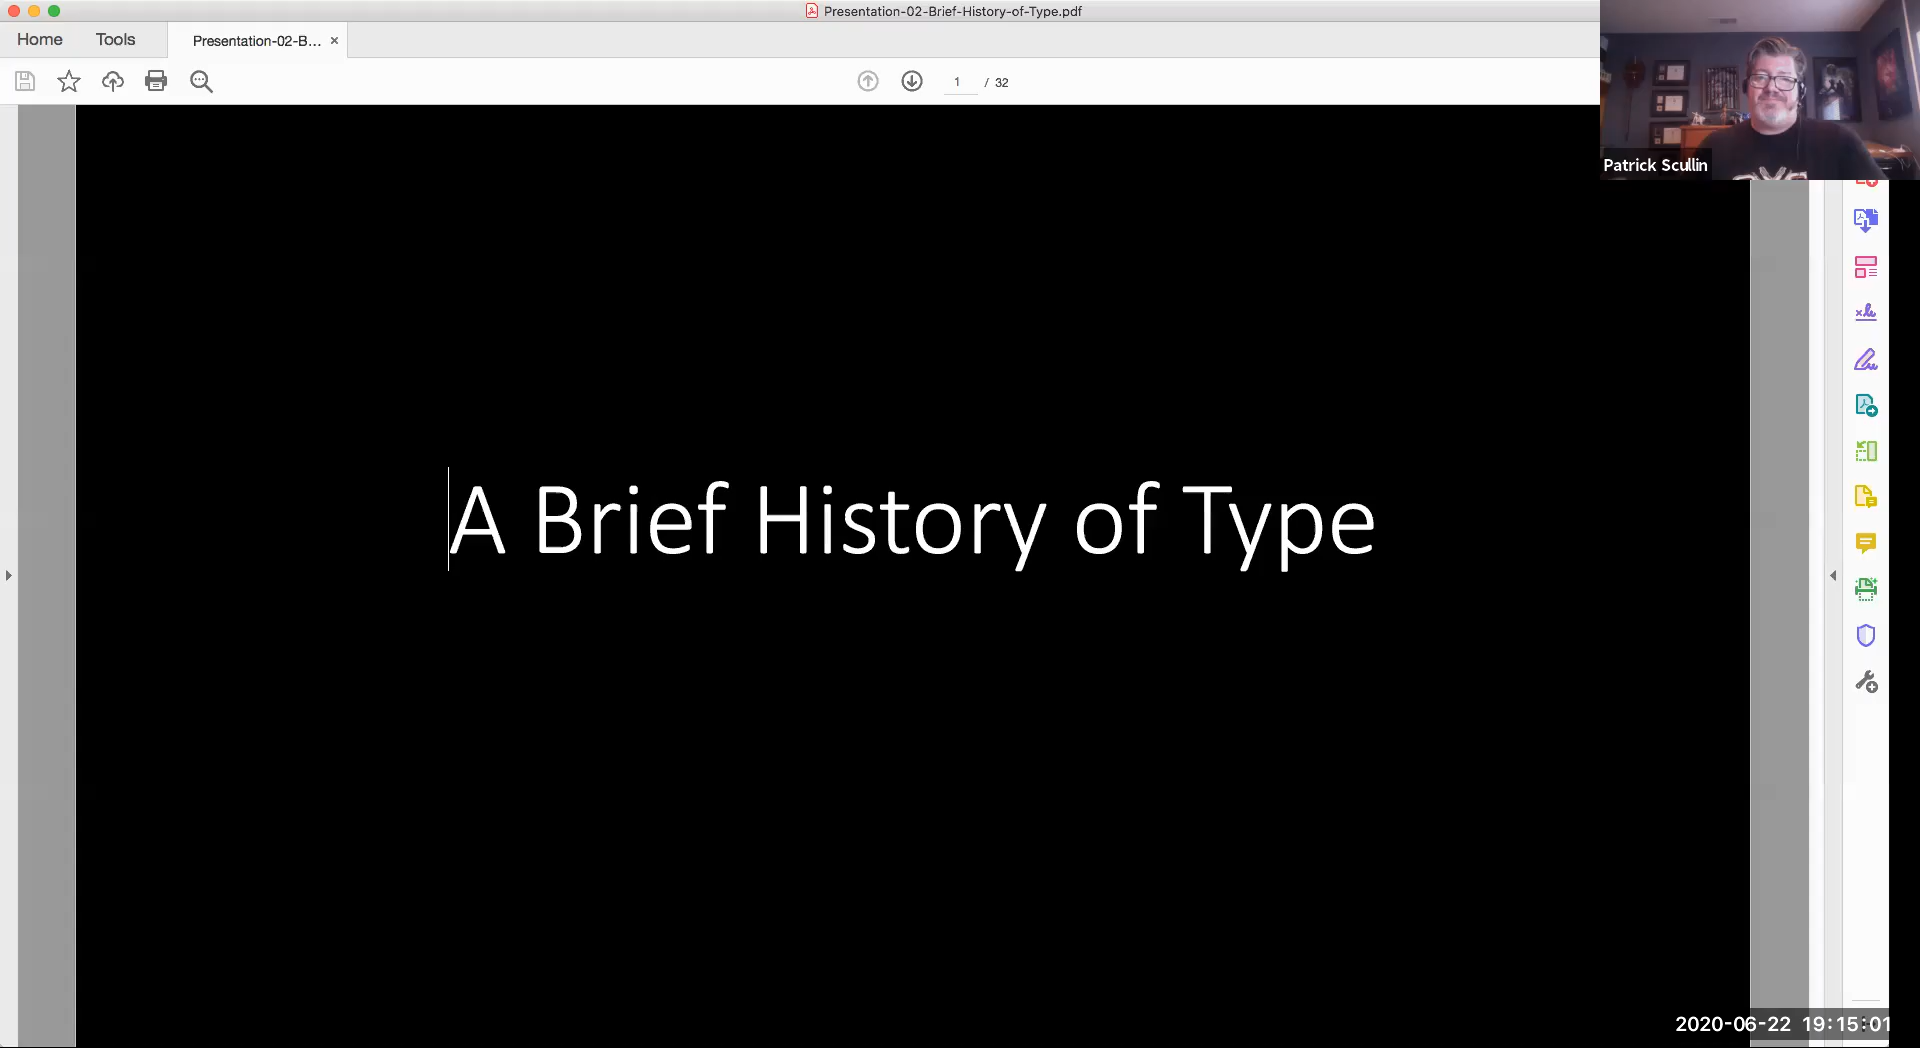 Presentation-02-Brief-History-of-Type.pdf
Home Tools Presentation-02-B... ×
1 / 32
Patrick Scullin
A Brief History of Type
2020-06-22 19:15:01